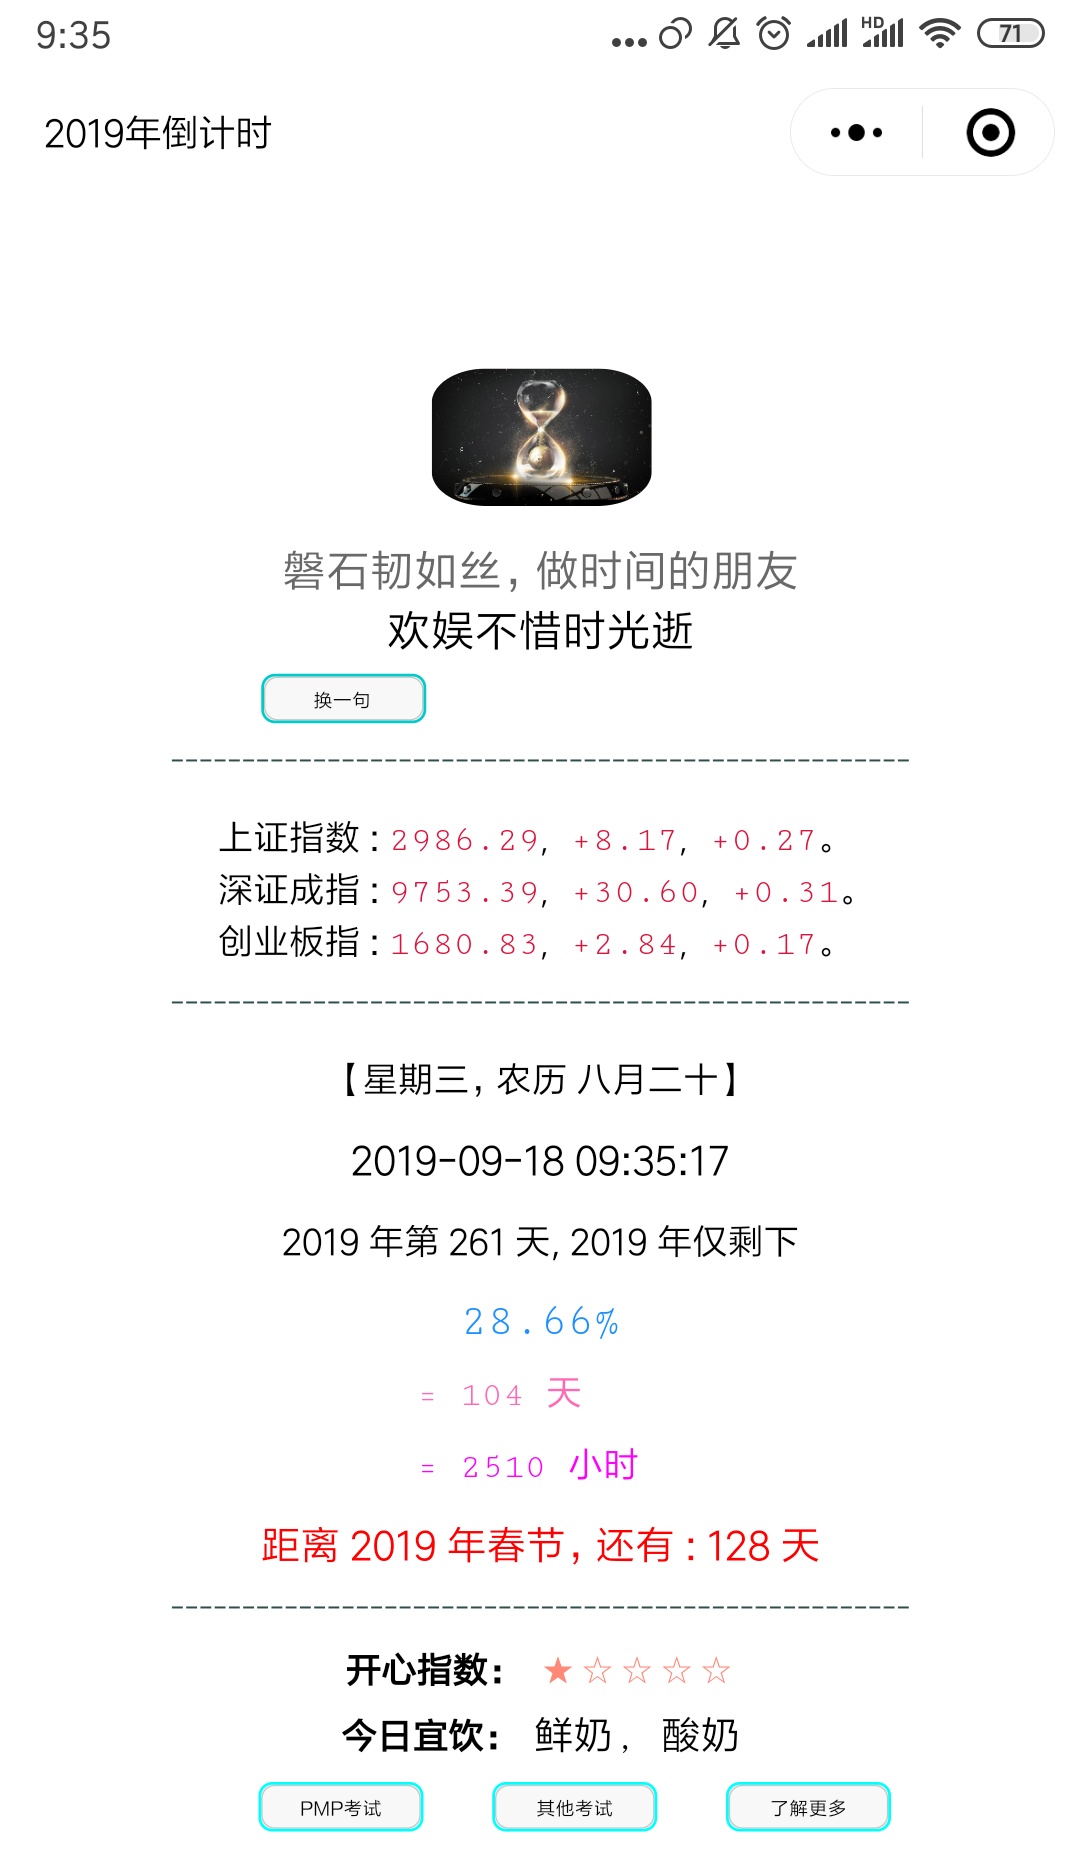 9:35
HD
71
2019年倒计时
磐石韧如丝，做时间的朋友
欢娱不惜时光逝
换一句
----------------------------------------------------
上证指数：2986.29, +8.17, +0.27。
深证成指：9753.39, +30.60, +0.31。
创业板指：1680.83, +2.84, +0.17。
----------------------------------------------------
【星期三，农历 八月二十】
2019-09-18 09:35:17
2019 年第 261 天, 2019 年仅剩下
28.66%
= 104 天
= 2510 小时
距离 2019 年春节，还有：128 天
----------------------------------------------------
开心指数： ★☆☆☆☆
今日宜饮： 鲜奶， 酸奶
PMP考试 其他考试 了解更多